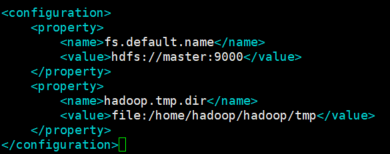 <configuration>
<property>
<name>fs.default.name</name>
<value>hdfs://master:9000</value>
</property>
<property>
<name>hadoop.tmp.dir</name>
<value>file:/home/hadoop/hadoop/tmp</value>
</property>
</configuration>